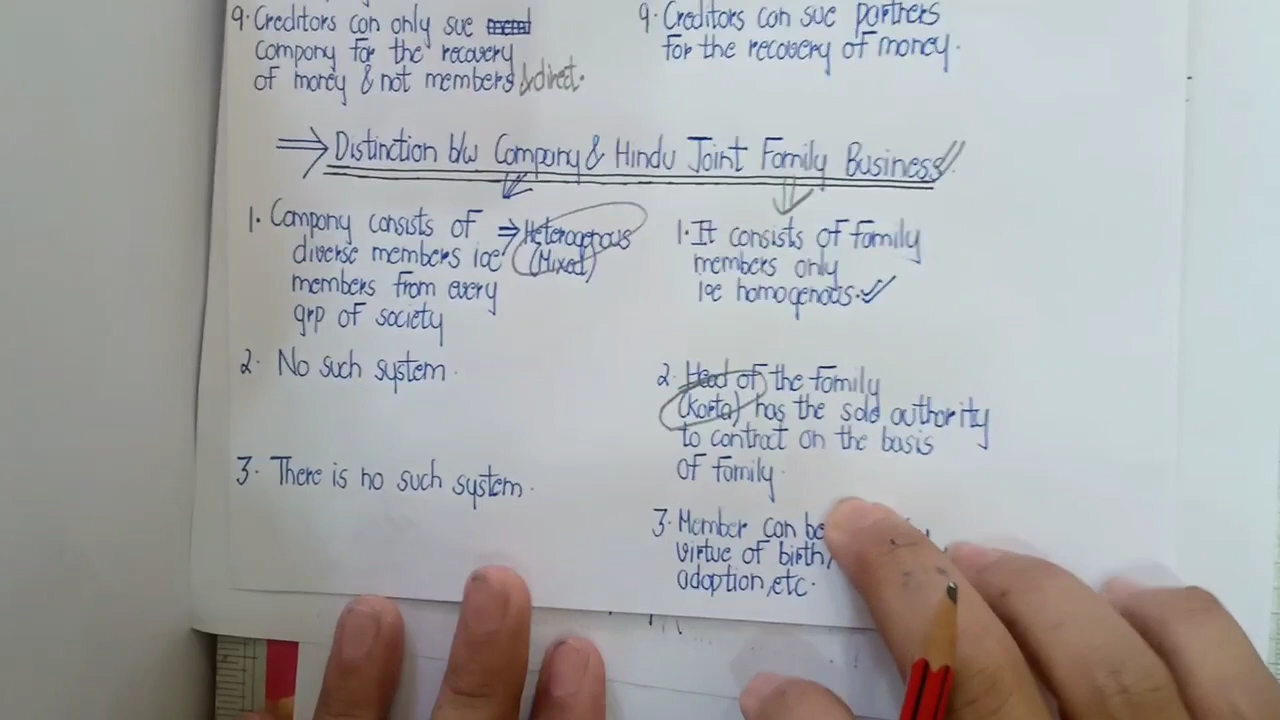 9. Creditors can only sue
company for the recovery
of money & not members & direct.
9. Creditors can sue partners
for the recovery of money.
⇒ Distinction b/w Company & Hindu Joint Family Business
1. Company consists of ⇒ Heterogenous
diverse members ioe (Mixed)
members from every
grp of society
2. No such system.
3. There is no such system.
1. It consists of family
members only
ioe homogenous.
2. Head of the family
(Karta) has the sold authority
to contract on the basis
of family.
3. Member can be
virtue of birth,
adoption, etc.